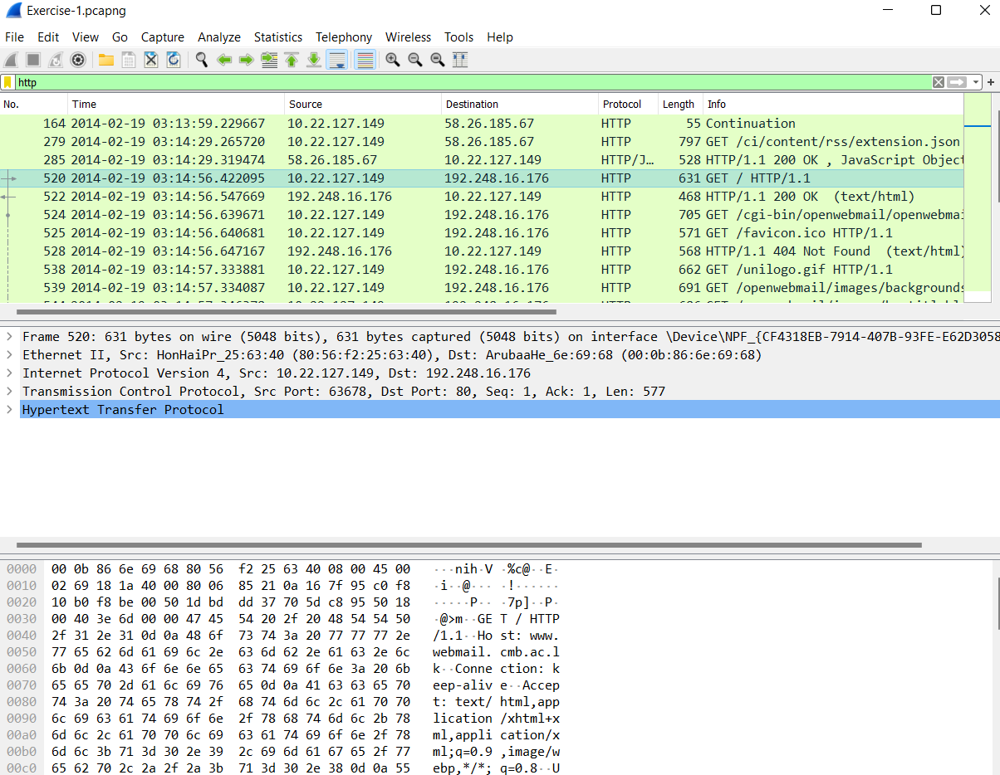 Exercise-1.pcapng
File Edit View Go Capture Analyze Statistics Telephony Wireless Tools Help
http
No. Time Source Destination Protocol Length Info
164 2014-02-19 03:13:59.229667 10.22.127.149 58.26.185.67 HTTP 55 Continuation
279 2014-02-19 03:14:29.265720 10.22.127.149 58.26.185.67 HTTP 797 GET /ci/content/rss/extension.json
285 2014-02-19 03:14:29.319474 58.26.185.67 10.22.127.149 HTTP/J… 528 HTTP/1.1 200 OK , JavaScript Object
520 2014-02-19 03:14:56.422095 10.22.127.149 192.248.16.176 HTTP 631 GET / HTTP/1.1
522 2014-02-19 03:14:56.547669 192.248.16.176 10.22.127.149 HTTP 468 HTTP/1.1 200 OK (text/html)
524 2014-02-19 03:14:56.639671 10.22.127.149 192.248.16.176 HTTP 705 GET /cgi-bin/openwebmail/openwebmai
525 2014-02-19 03:14:56.640681 10.22.127.149 192.248.16.176 HTTP 571 GET /favicon.ico HTTP/1.1
528 2014-02-19 03:14:56.647167 192.248.16.176 10.22.127.149 HTTP 568 HTTP/1.1 404 Not Found (text/html)
538 2014-02-19 03:14:57.333881 10.22.127.149 192.248.16.176 HTTP 662 GET /unilogo.gif HTTP/1.1
539 2014-02-19 03:14:57.334087 10.22.127.149 192.248.16.176 HTTP 691 GET /openwebmail/images/backgrounds
Frame 520: 631 bytes on wire (5048 bits), 631 bytes captured (5048 bits) on interface \Device\NPF_{CF4318EB-7914-407B-93FE-E62D3058
Ethernet II, Src: HonHaiPr_25:63:40 (80:56:f2:25:63:40), Dst: ArubaaHe_6e:69:68 (00:0b:86:6e:69:68)
Internet Protocol Version 4, Src: 10.22.127.149, Dst: 192.248.16.176
Transmission Control Protocol, Src Port: 63678, Dst Port: 80, Seq: 1, Ack: 1, Len: 577
Hypertext Transfer Protocol
0000 00 0b 86 6e 69 68 80 56 f2 25 63 40 08 00 45 00 ···nih·V ·%c@··E·
0010 02 69 18 1a 40 00 80 06 85 21 0a 16 7f 95 c0 f8 ·i··@··· ·!······
0020 10 b0 f8 be 00 50 1d bd dd 37 70 5d c8 95 50 18 ·····P·· ·7p]··P·
0030 00 40 3e 6d 00 00 47 45 54 20 2f 20 48 54 54 50 ·@>m··GE T / HTTP
0040 2f 31 2e 31 0d 0a 48 6f 73 74 3a 20 77 77 77 2e /1.1··Ho st: www.
0050 77 65 62 6d 61 69 6c 2e 63 6d 62 2e 61 63 2e 6c webmail. cmb.ac.l
0060 6b 0d 0a 43 6f 6e 6e 65 63 74 69 6f 6e 3a 20 6b k··Conne ction: k
0070 65 65 70 2d 61 6c 69 76 65 0d 0a 41 63 63 65 70 eep-aliv e··Accep
0080 74 3a 20 74 65 78 74 2f 68 74 6d 6c 2c 61 70 70 t: text/ html,app
0090 6c 69 63 61 74 69 6f 6e 2f 78 68 74 6d 6c 2b 78 lication /xhtml+x
00a0 6d 6c 2c 61 70 70 6c 69 63 61 74 69 6f 6e 2f 78 ml,appli cation/x
00b0 6d 6c 3b 71 3d 30 2e 39 2c 69 6d 61 67 65 2f 77 ml;q=0.9 ,image/w
00c0 65 62 70 2c 2a 2f 2a 3b 71 3d 30 2e 38 0d 0a 55 ebp,*/*; q=0.8··U